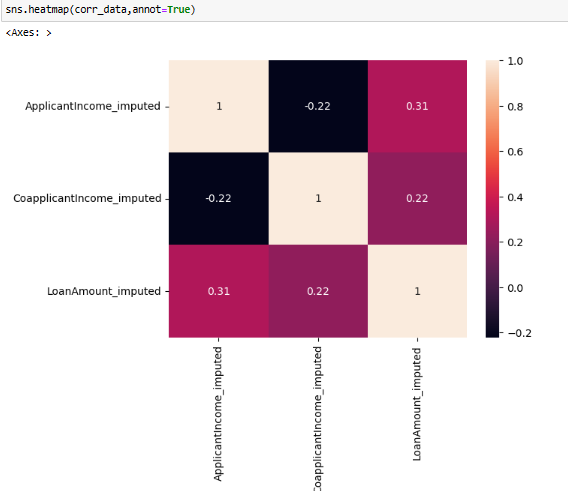 sns.heatmap(corr_data,annot=True)
<Axes: >
1.0
ApplicantIncome_imputed
1
-0.22
0.31
0.8
0.6
CoapplicantIncome_imputed
-0.22
1
0.22
0.4
0.2
LoanAmount_imputed
0.31
0.22
1
0.0
−0.2
ApplicantIncome_imputed
CoapplicantIncome_imputed
LoanAmount_imputed